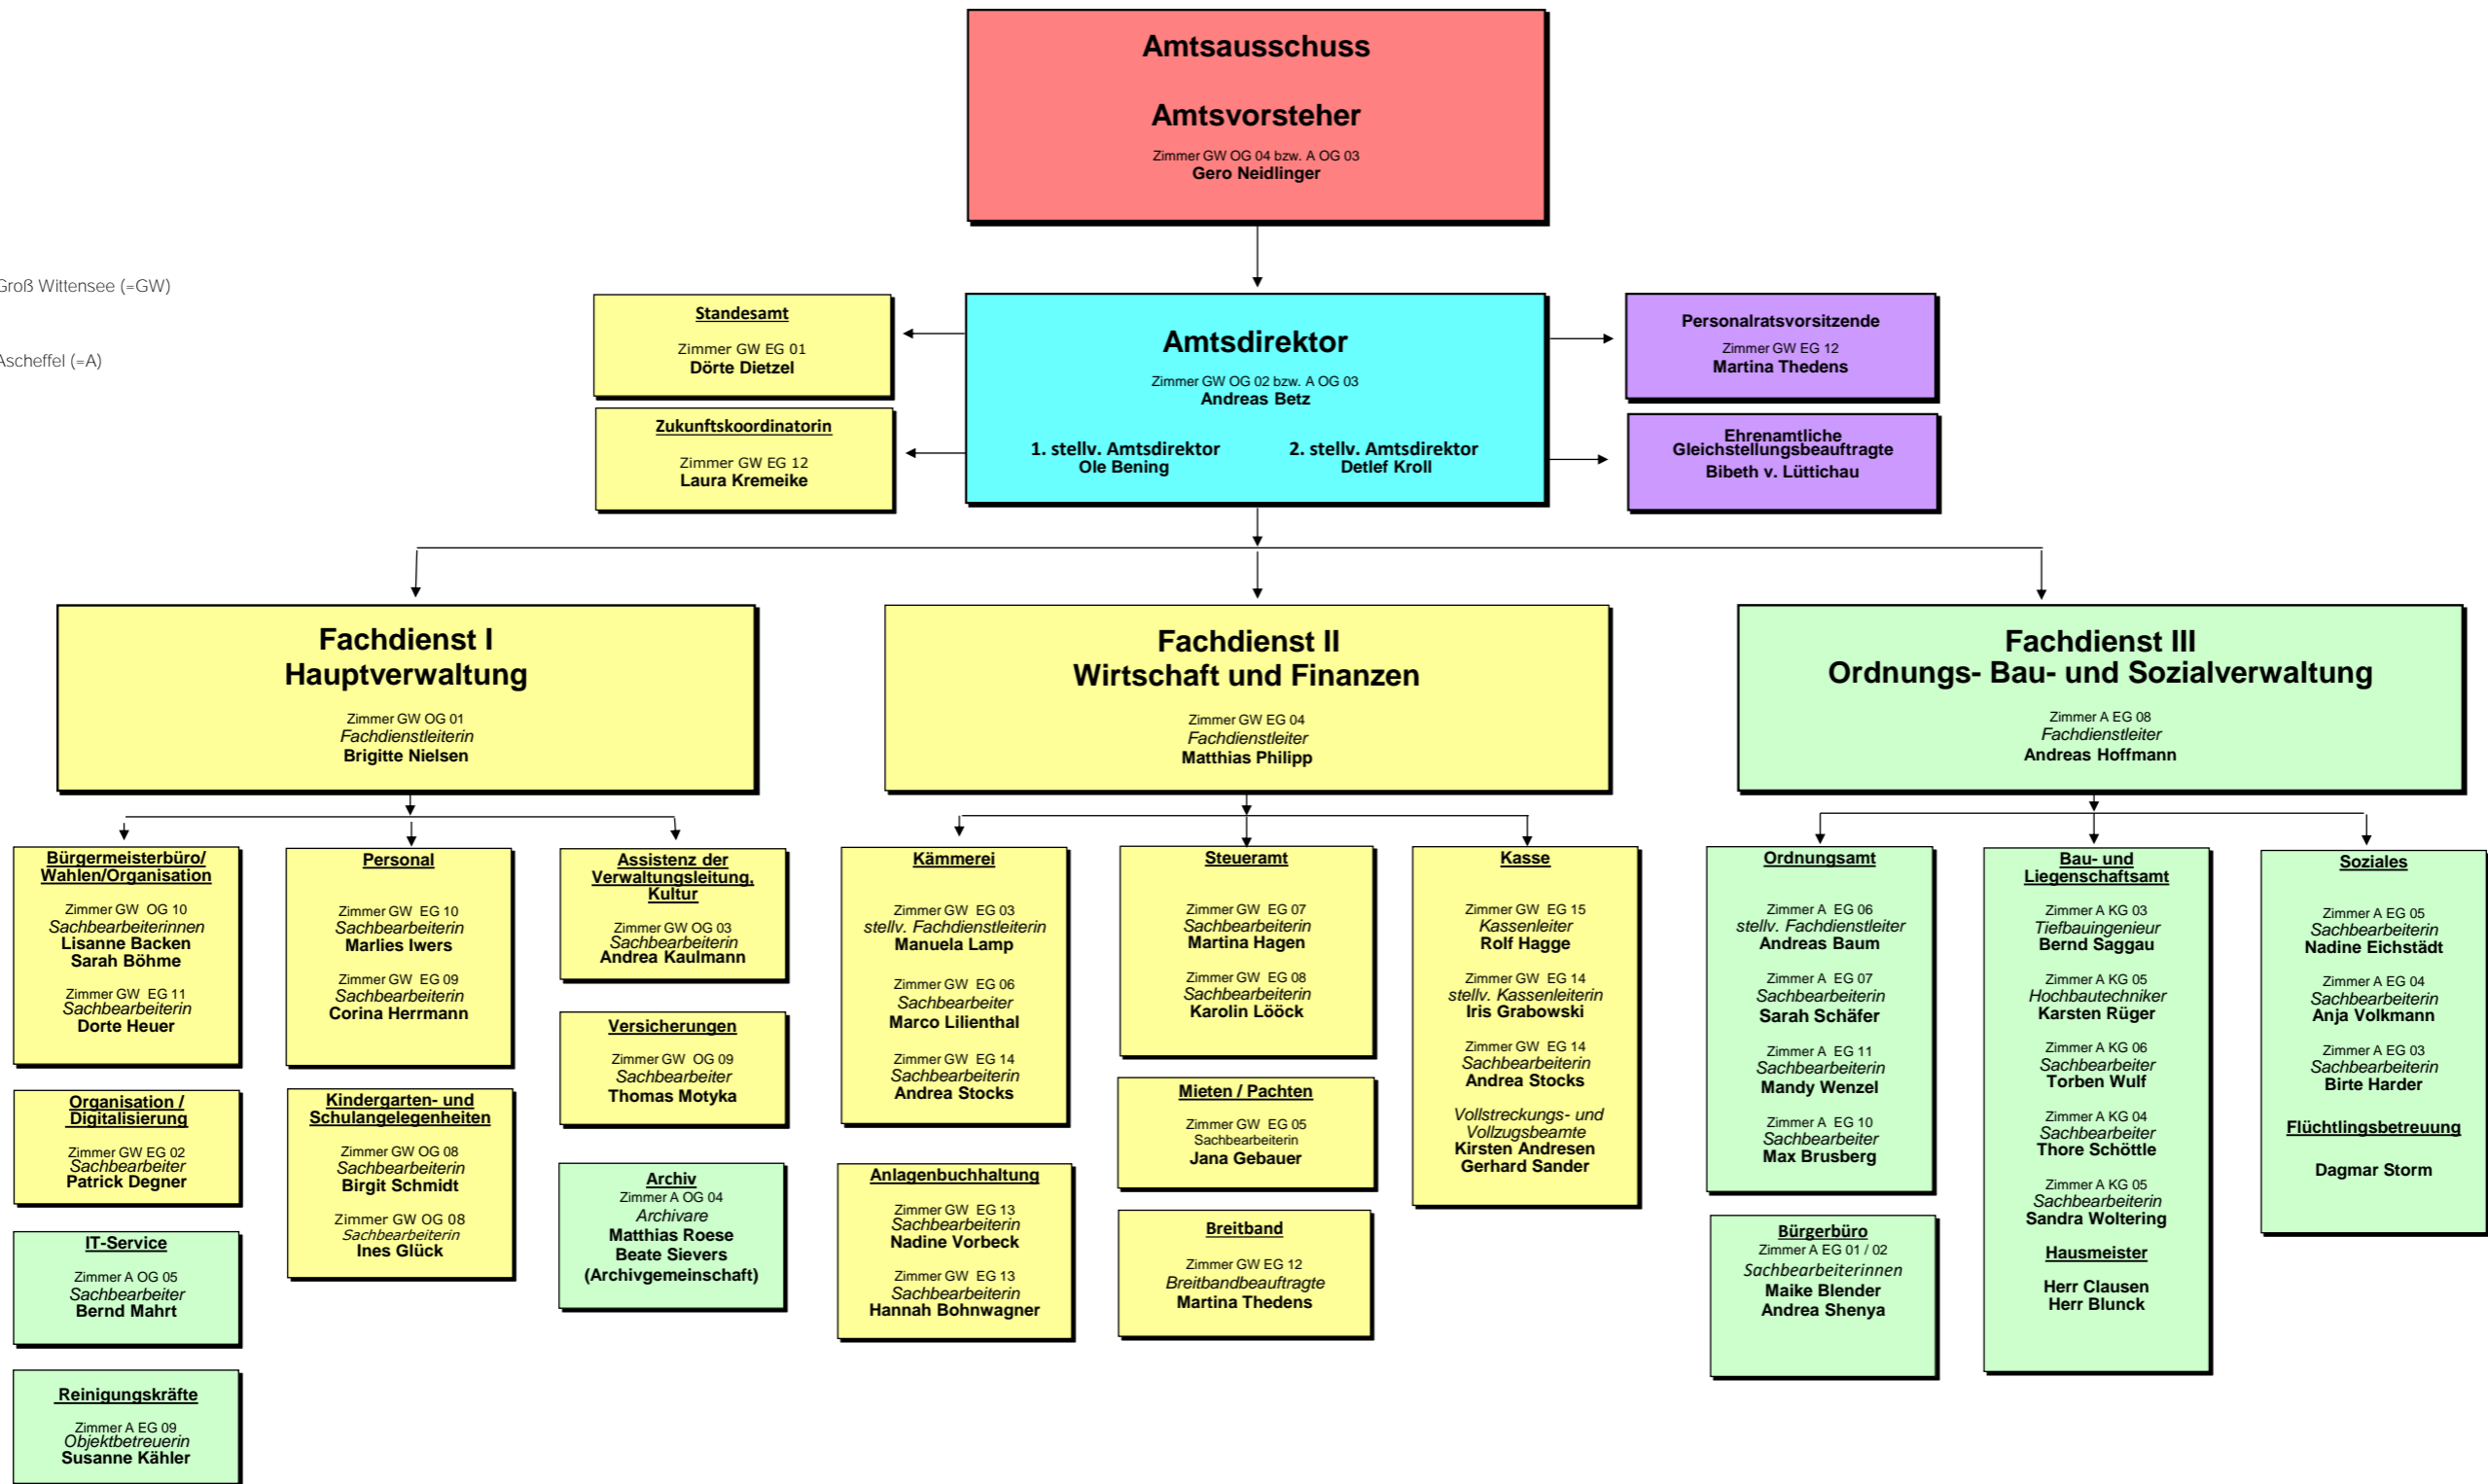 Amtsausschuss
Amtsvorsteher
Zimmer GW OG 04 bzw. A OG 03
Gero Neidlinger
Groß Wittensee (=GW)
Ascheffel (=A)
Standesamt
Zimmer GW EG 01
Dörte Dietzel
Zukunftskoordinatorin
Zimmer GW EG 12
Laura Kremeike
Amtsdirektor
Zimmer GW OG 02 bzw. A OG 03
Andreas Betz
1. stellv. Amtsdirektor
Ole Bening
2. stellv. Amtsdirektor
Detlef Kroll
Personalratsvorsitzende
Zimmer GW EG 12
Martina Thedens
Ehrenamtliche
Gleichstellungsbeauftragte
Bibeth v. Lüttichau
Fachdienst I
Hauptverwaltung
Zimmer GW OG 01
Fachdienstleiterin
Brigitte Nielsen
Fachdienst II
Wirtschaft und Finanzen
Zimmer GW EG 04
Fachdienstleiter
Matthias Philipp
Fachdienst III
Ordnungs- Bau- und Sozialverwaltung
Zimmer A EG 08
Fachdienstleiter
Andreas Hoffmann
Bürgermeisterbüro/
Wahlen/Organisation
Zimmer GW OG 10
Sachbearbeiterinnen
Lisanne Backen
Sarah Böhme
Zimmer GW EG 11
Sachbearbeiterin
Dorte Heuer
Organisation /
Digitalisierung
Zimmer GW EG 02
Sachbearbeiter
Patrick Degner
IT-Service
Zimmer A OG 05
Sachbearbeiter
Bernd Mahrt
Reinigungskräfte
Zimmer A EG 09
Objektbetreuerin
Susanne Kähler
Personal
Zimmer GW EG 10
Sachbearbeiterin
Marlies Iwers
Zimmer GW EG 09
Sachbearbeiterin
Corina Herrmann
Kindergarten- und
Schulangelegenheiten
Zimmer GW OG 08
Sachbearbeiterin
Birgit Schmidt
Zimmer GW OG 08
Sachbearbeiterin
Ines Glück
Assistenz der
Verwaltungsleitung,
Kultur
Zimmer GW OG 03
Sachbearbeiterin
Andrea Kaulmann
Versicherungen
Zimmer GW OG 09
Sachbearbeiter
Thomas Motyka
Archiv
Zimmer A OG 04
Archivare
Matthias Roese
Beate Sievers
(Archivgemeinschaft)
Kämmerei
Zimmer GW EG 03
stellv. Fachdienstleiterin
Manuela Lamp
Zimmer GW EG 06
Sachbearbeiter
Marco Lilienthal
Zimmer GW EG 14
Sachbearbeiterin
Andrea Stocks
Anlagenbuchhaltung
Zimmer GW EG 13
Sachbearbeiterin
Nadine Vorbeck
Zimmer GW EG 13
Sachbearbeiterin
Hannah Bohnwagner
Steueramt
Zimmer GW EG 07
Sachbearbeiterin
Martina Hagen
Zimmer GW EG 08
Sachbearbeiterin
Karolin Lööck
Mieten / Pachten
Zimmer GW EG 05
Sachbearbeiterin
Jana Gebauer
Breitband
Zimmer GW EG 12
Breitbandbeauftragte
Martina Thedens
Kasse
Zimmer GW EG 15
Kassenleiter
Rolf Hagge
Zimmer GW EG 14
stellv. Kassenleiterin
Iris Grabowski
Zimmer GW EG 14
Sachbearbeiterin
Andrea Stocks
Vollstreckungs- und
Vollzugsbeamte
Kirsten Andresen
Gerhard Sander
Ordnungsamt
Zimmer A EG 06
stellv. Fachdienstleiter
Andreas Baum
Zimmer A EG 07
Sachbearbeiterin
Sarah Schäfer
Zimmer A EG 11
Sachbearbeiterin
Mandy Wenzel
Zimmer A EG 10
Sachbearbeiter
Max Brusberg
Bürgerbüro
Zimmer A EG 01 / 02
Sachbearbeiterinnen
Maike Blender
Andrea Shenya
Bau- und
Liegenschaftsamt
Zimmer A KG 03
Tiefbauingenieur
Bernd Saggau
Zimmer A KG 05
Hochbautechniker
Karsten Rüger
Zimmer A KG 06
Sachbearbeiter
Torben Wulf
Zimmer A KG 04
Sachbearbeiter
Thore Schöttle
Zimmer A KG 05
Sachbearbeiterin
Sandra Woltering
Hausmeister
Herr Clausen
Herr Blunck
Soziales
Zimmer A EG 05
Sachbearbeiterin
Nadine Eichstädt
Zimmer A EG 04
Sachbearbeiterin
Anja Volkmann
Zimmer A EG 03
Sachbearbeiterin
Birte Harder
Flüchtlingsbetreuung
Dagmar Storm